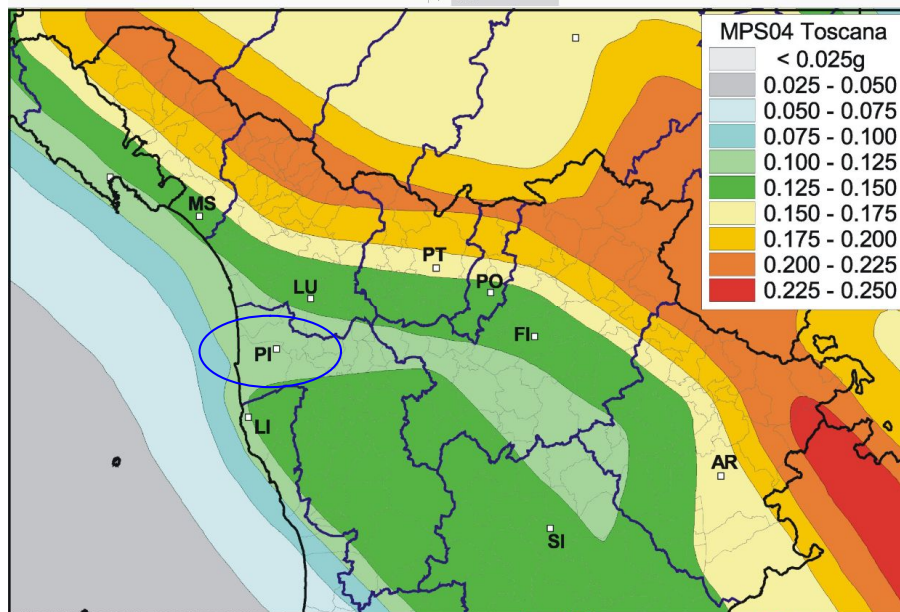 MPS04 Toscana
< 0.025g
0.025 - 0.050
0.050 - 0.075
0.075 - 0.100
0.100 - 0.125
0.125 - 0.150
0.150 - 0.175
0.175 - 0.200
0.200 - 0.225
0.225 - 0.250
MS
PT
LU
PO
FI
PI
LI
AR
SI